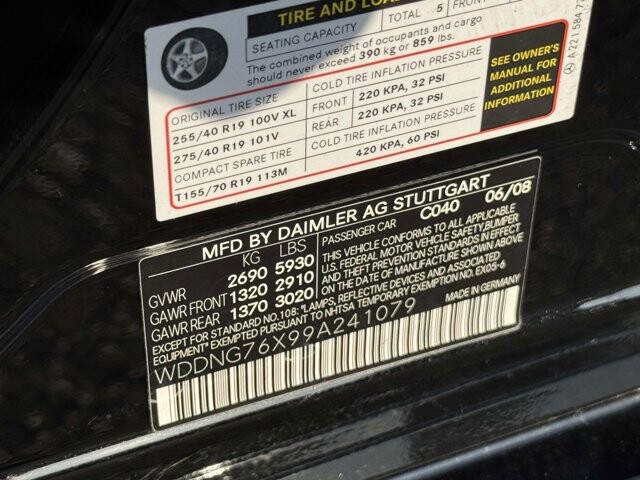 TIRE AND LOA
SEATING CAPACITY TOTAL 5 FRONT
The combined weight of occupants and cargo
should never exceed 390 kg or 859 lbs.
ORIGINAL TIRE SIZE COLD TIRE INFLATION PRESSURE
255/40 R19 100V XL FRONT 220 KPA, 32 PSI
275/40 R19 101V REAR 220 KPA, 32 PSI
COMPACT SPARE TIRE COLD TIRE INFLATION PRESSURE
T155/70 R19 113M 420 KPA, 60 PSI
SEE OWNER'S
MANUAL FOR
ADDITIONAL
INFORMATION
A 221 584 7
MFD BY DAIMLER AG STUTTGART
KG LBS
GVWR 2690 5930
GAWR FRONT 1320 2910
GAWR REAR 1370 3020
PASSENGER CAR C040 06/08
THIS VEHICLE CONFORMS TO ALL APPLICABLE
U.S. FEDERAL MOTOR VEHICLE SAFETY, BUMPER
AND THEFT PREVENTION STANDARDS IN EFFECT
ON THE DATE OF MANUFACTURE SHOWN ABOVE
EXCEPT FOR STANDARD NO. 108: "LAMPS, REFLECTIVE DEVICES AND ASSOCIATED
EQUIPMENT" EXEMPTED PURSUANT TO NHTSA TEMPORARY EXEMPTION NO. EX05-6
WDDNG76X99A241079
MADE IN GERMANY